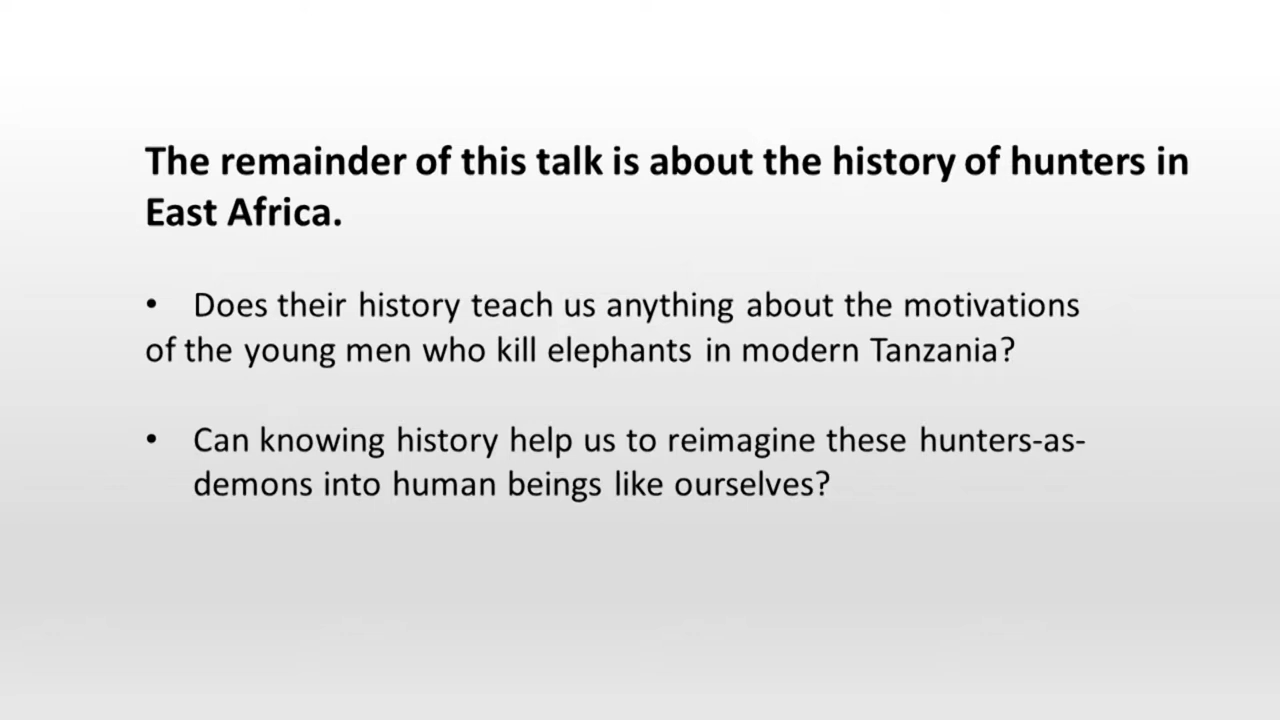 The remainder of this talk is about the history of hunters in
East Africa.
• Does their history teach us anything about the motivations
of the young men who kill elephants in modern Tanzania?
• Can knowing history help us to reimagine these hunters-as-
demons into human beings like ourselves?